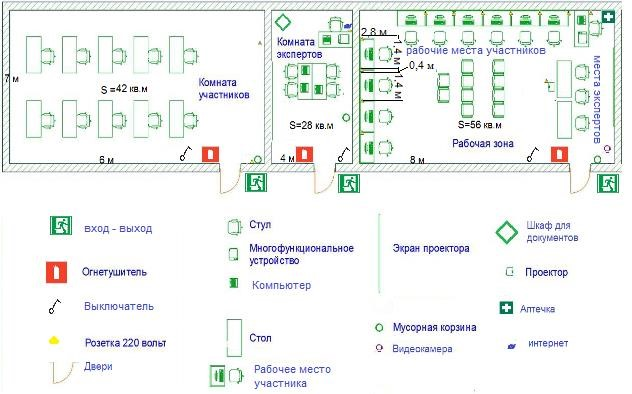 7 м
S =42 кв.м
Комната
участников
6 м
Комната
экспертов
S=28 кв.м
4 м
2,8 м
1,4 м
0,4 м
1,4 м
рабочие места участников
места экспертов
S=56 кв.м
Рабочая зона
8 м
вход - выход
Огнетушитель
Выключатель
Розетка 220 вольт
Двери
Стул
Многофункциональное
устройство
Компьютер
Стол
Рабочее место
участника
Экран проектора
Мусорная корзина
Видеокамера
Шкаф для
документов
Проектор
Аптечка
интернет